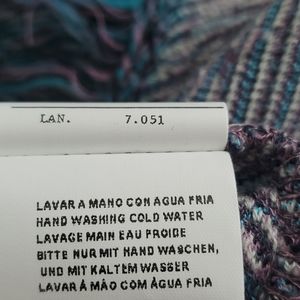 LAN. 7.051
LAVAR A MANO CON AGUA FRIA
HAND WASHING COLD WATER
LAVAGE MAIN EAU FROIDE
BITTE NUR MIT HAND WASCHEN,
UND MIT KALTEM WASSER
LAVAR Á MÃO COM ÀGUA FRIA